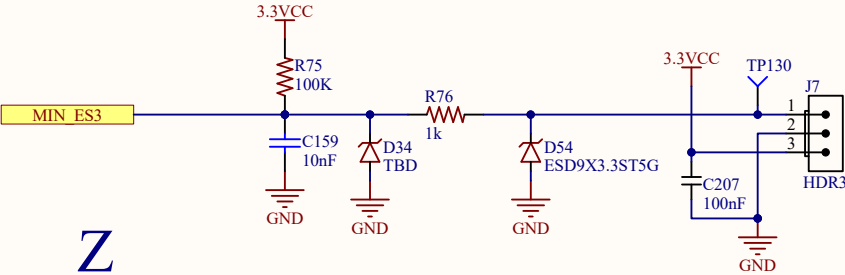 3.3VCC
R75
100K
3.3VCC
TP130
J7
MIN_ES3
R76
1k
1
2
3
C159
10nF
D34
TBD
D54
ESD9X3.3ST5G
C207
100nF
HDR3
GND
GND
GND
GND
Z